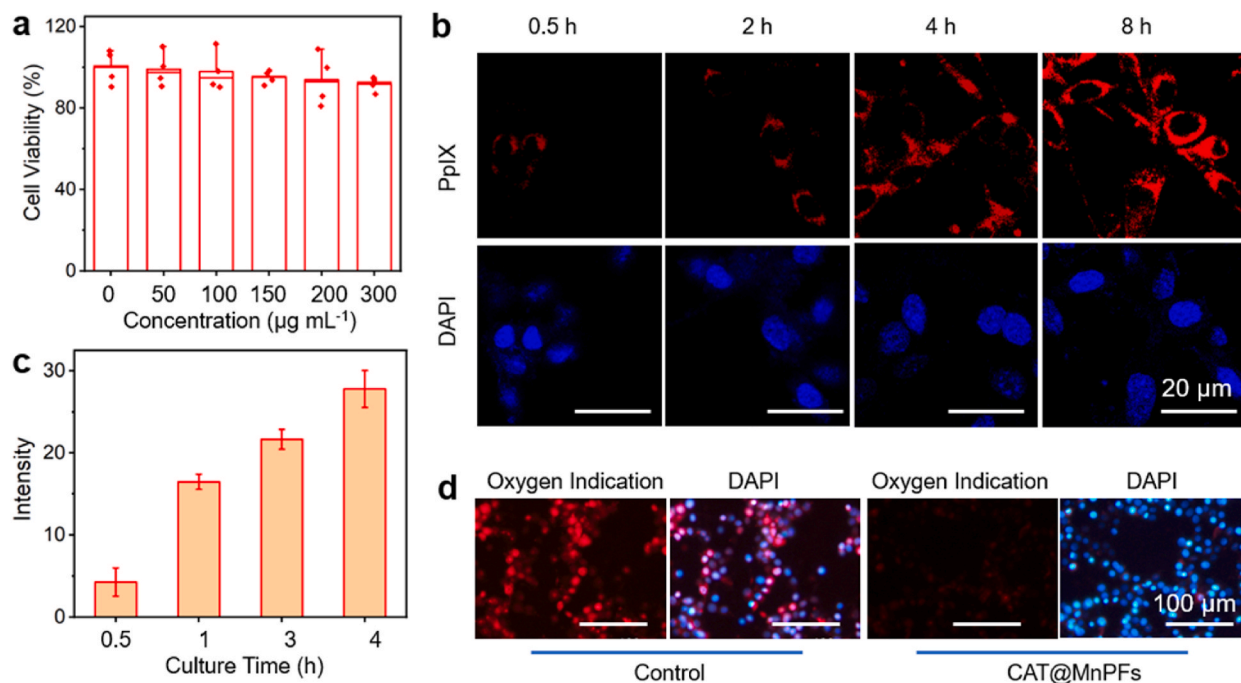 a
120
80
40
0
Cell Viability (%)
0 50 100 150 200 300
Concentration (µg mL⁻¹)
b
0.5 h 2 h 4 h 8 h
PpIX
DAPI
20 µm
c
30
20
10
0
Intensity
0.5 1 3 4
Culture Time (h)
d
Oxygen Indication DAPI Oxygen Indication DAPI
100 µm
Control CAT@MnPFs